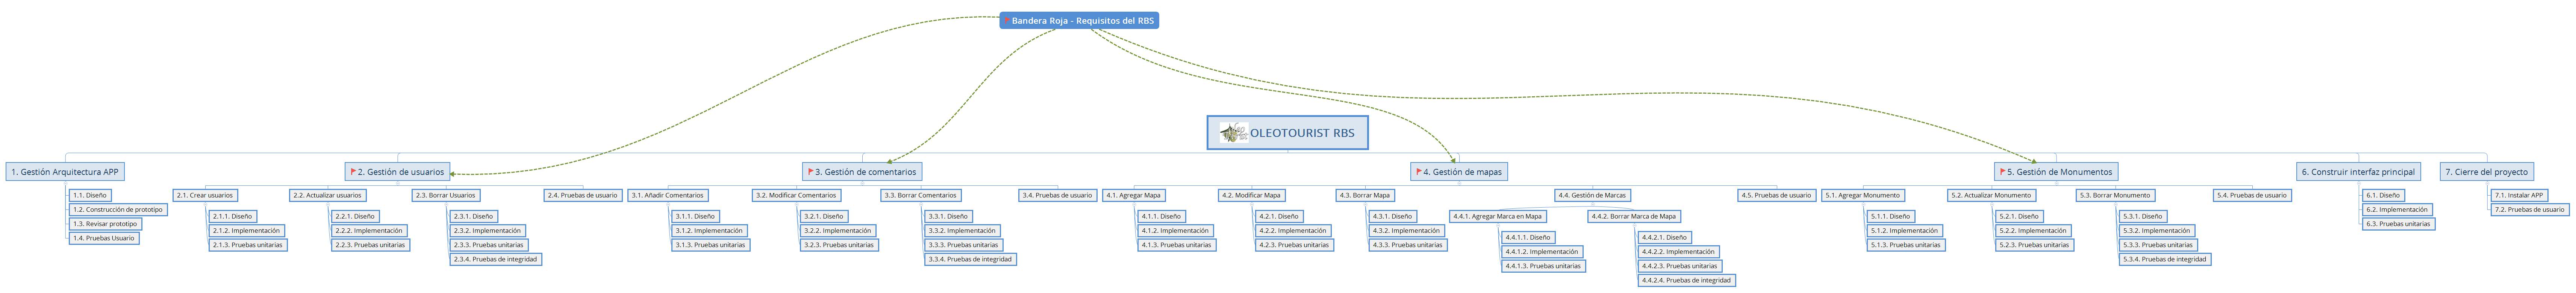 Bandera Roja - Requisitos del RBS
OLEOTOURIST RBS
1. Gestión Arquitectura APP
1.1. Diseño
1.2. Construcción de prototipo
1.3. Revisar prototipo
1.4. Pruebas Usuario
2. Gestión de usuarios
2.1. Crear usuarios
2.1.1. Diseño
2.1.2. Implementación
2.1.3. Pruebas unitarias
2.2. Actualizar usuarios
2.2.1. Diseño
2.2.2. Implementación
2.2.3. Pruebas unitarias
2.3. Borrar Usuarios
2.3.1. Diseño
2.3.2. Implementación
2.3.3. Pruebas unitarias
2.3.4. Pruebas de integridad
2.4. Pruebas de usuario
3. Gestión de comentarios
3.1. Añadir Comentarios
3.1.1. Diseño
3.1.2. Implementación
3.1.3. Pruebas unitarias
3.2. Modificar Comentarios
3.2.1. Diseño
3.2.2. Implementación
3.2.3. Pruebas unitarias
3.3. Borrar Comentarios
3.3.1. Diseño
3.3.2. Implementación
3.3.3. Pruebas unitarias
3.3.4. Pruebas de integridad
3.4. Pruebas de usuario
4. Gestión de mapas
4.1. Agregar Mapa
4.1.1. Diseño
4.1.2. Implementación
4.1.3. Pruebas unitarias
4.2. Modificar Mapa
4.2.1. Diseño
4.2.2. Implementación
4.2.3. Pruebas unitarias
4.3. Borrar Mapa
4.3.1. Diseño
4.3.2. Implementación
4.3.3. Pruebas unitarias
4.4. Gestión de Marcas
4.4.1. Agregar Marca en Mapa
4.4.1.1. Diseño
4.4.1.2. Implementación
4.4.1.3. Pruebas unitarias
4.4.2. Borrar Marca de Mapa
4.4.2.1. Diseño
4.4.2.2. Implementación
4.4.2.3. Pruebas unitarias
4.4.2.4. Pruebas de integridad
4.5. Pruebas de usuario
5. Gestión de Monumentos
5.1. Agregar Monumento
5.1.1. Diseño
5.1.2. Implementación
5.1.3. Pruebas unitarias
5.2. Actualizar Monumento
5.2.1. Diseño
5.2.2. Implementación
5.2.3. Pruebas unitarias
5.3. Borrar Monumento
5.3.1. Diseño
5.3.2. Implementación
5.3.3. Pruebas unitarias
5.3.4. Pruebas de integridad
5.4. Pruebas de usuario
6. Construir interfaz principal
6.1. Diseño
6.2. Implementación
6.3. Pruebas unitarias
7. Cierre del proyecto
7.1. Instalar APP
7.2. Pruebas de usuario